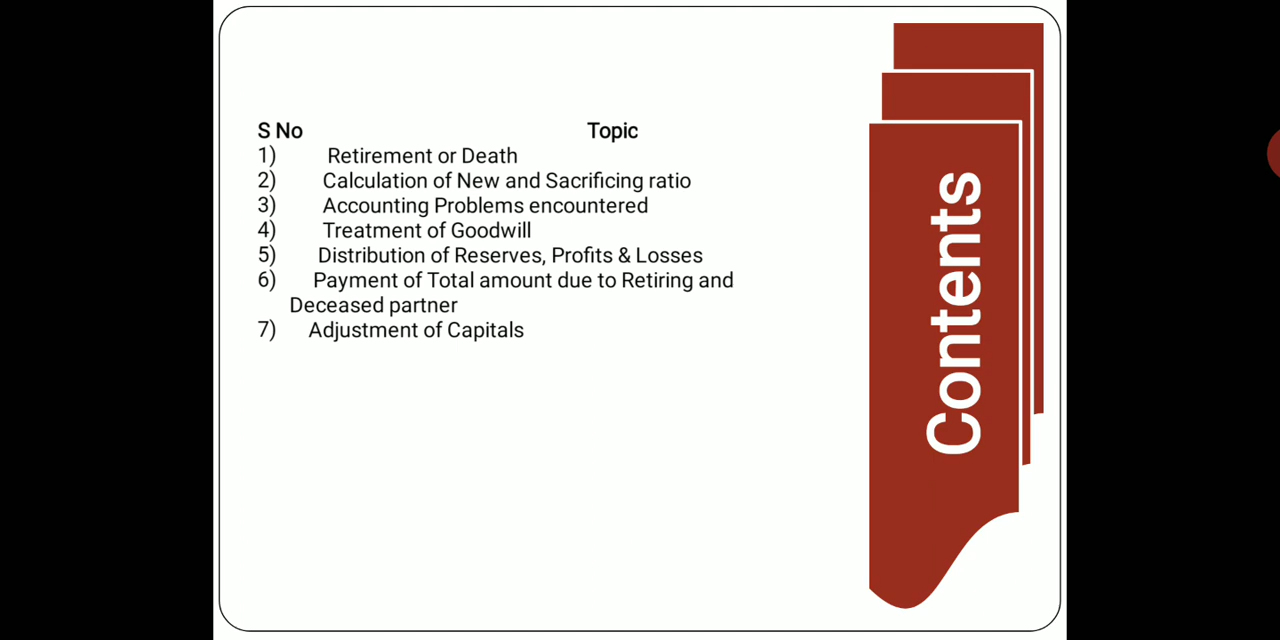 S No Topic
1) Retirement or Death
2) Calculation of New and Sacrificing ratio
3) Accounting Problems encountered
4) Treatment of Goodwill
5) Distribution of Reserves, Profits & Losses
6) Payment of Total amount due to Retiring and
Deceased partner
7) Adjustment of Capitals
Contents